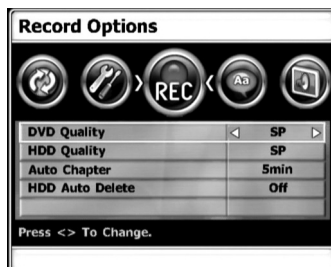 Record Options
REC
Aa
DVD Quality SP
HDD Quality SP
Auto Chapter 5min
HDD Auto Delete Off
Press <> To Change.